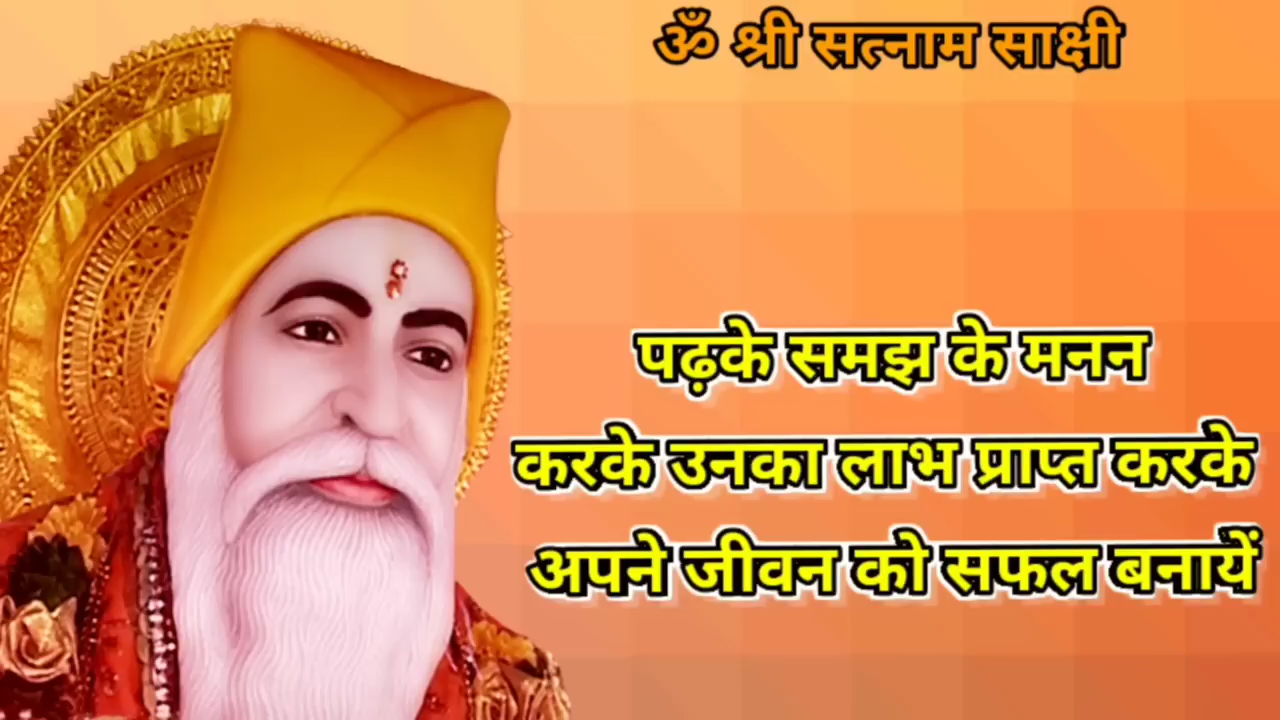 ॐ श्री सत्नाम साक्षी
पढ़के समझ के मनन
करके उनका लाभ प्राप्त करके
अपने जीवन को सफल बनायें